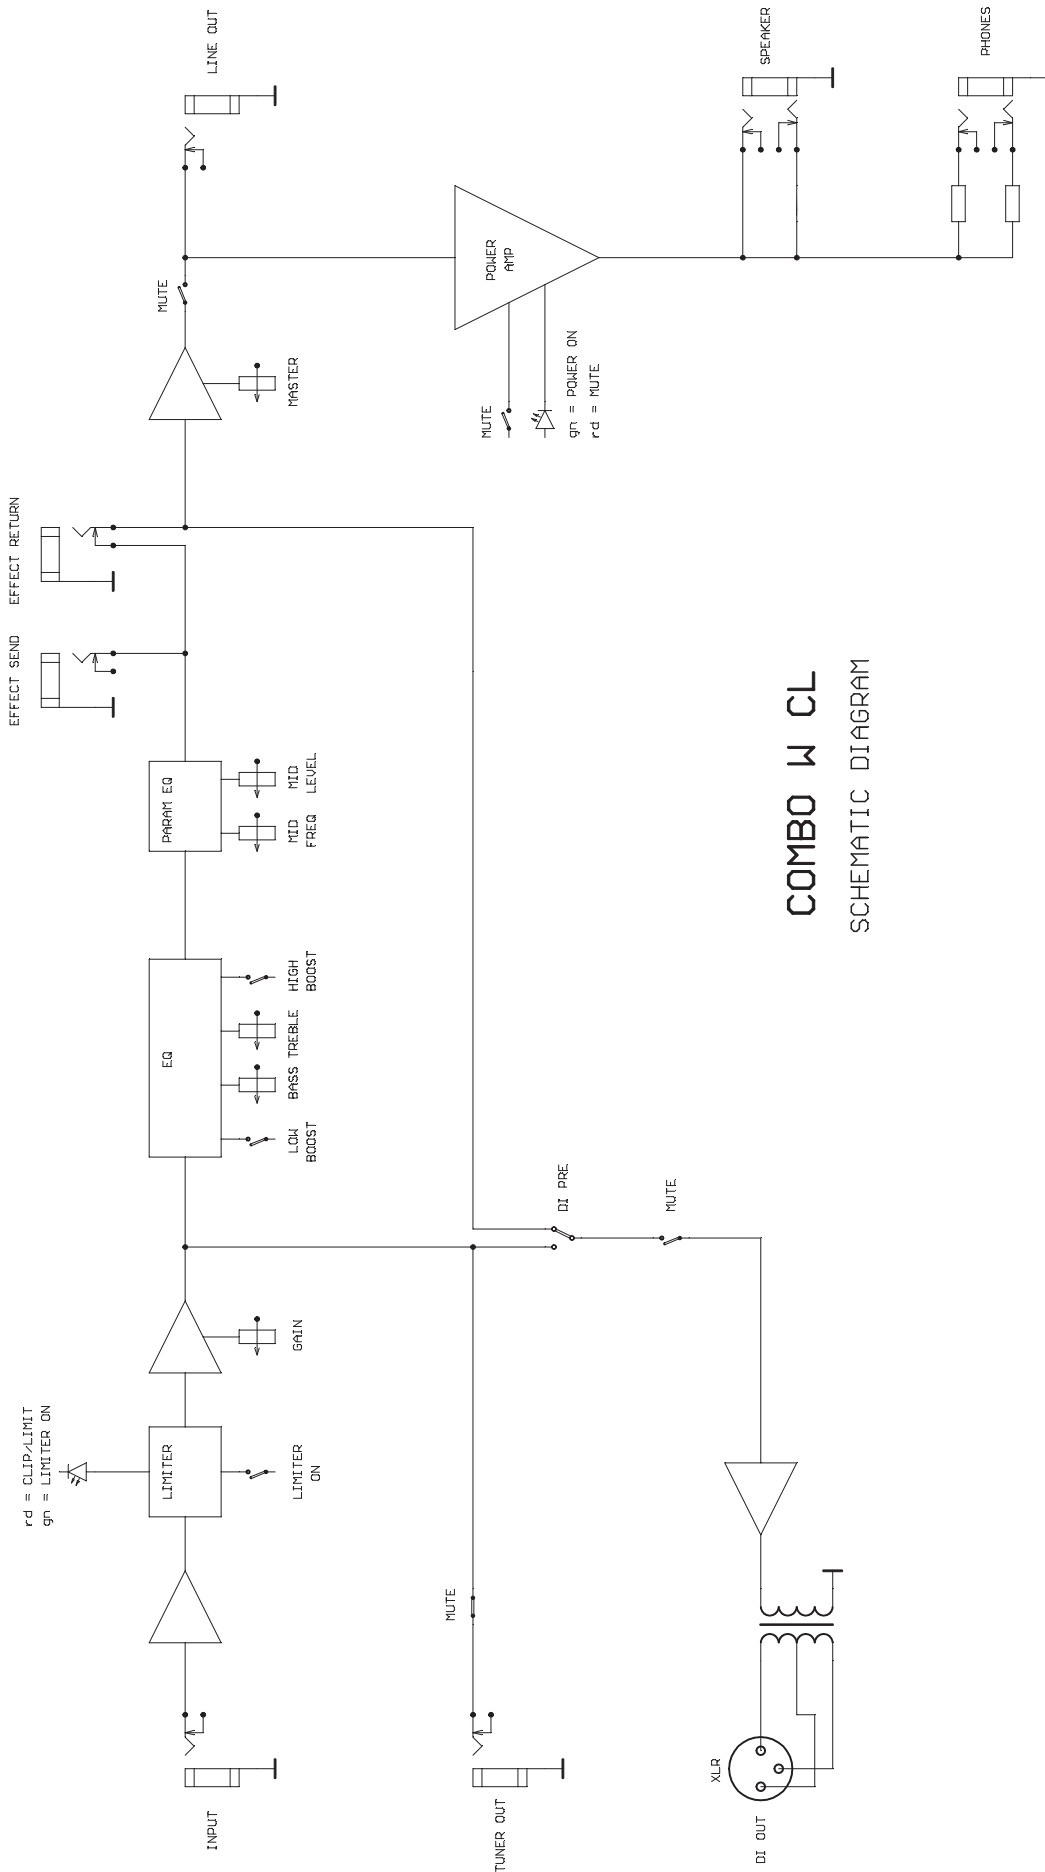 INPUT
TUNER OUT
DI OUT
XLR
rd = CLIP/LIMIT
gn = LIMITER ON
LIMITER
LIMITER
ON
GAIN
MUTE
DI PRE
MUTE
EQ
LOW
BOOST
BASS TREBLE
HIGH
BOOST
PARAM EQ
MID
FREQ
MID
LEVEL
EFFECT SEND
EFFECT RETURN
MASTER
MUTE
LINE OUT
MUTE
gn = POWER ON
rd = MUTE
POWER
AMP
SPEAKER
PHONES
COMBO W CL
SCHEMATIC DIAGRAM